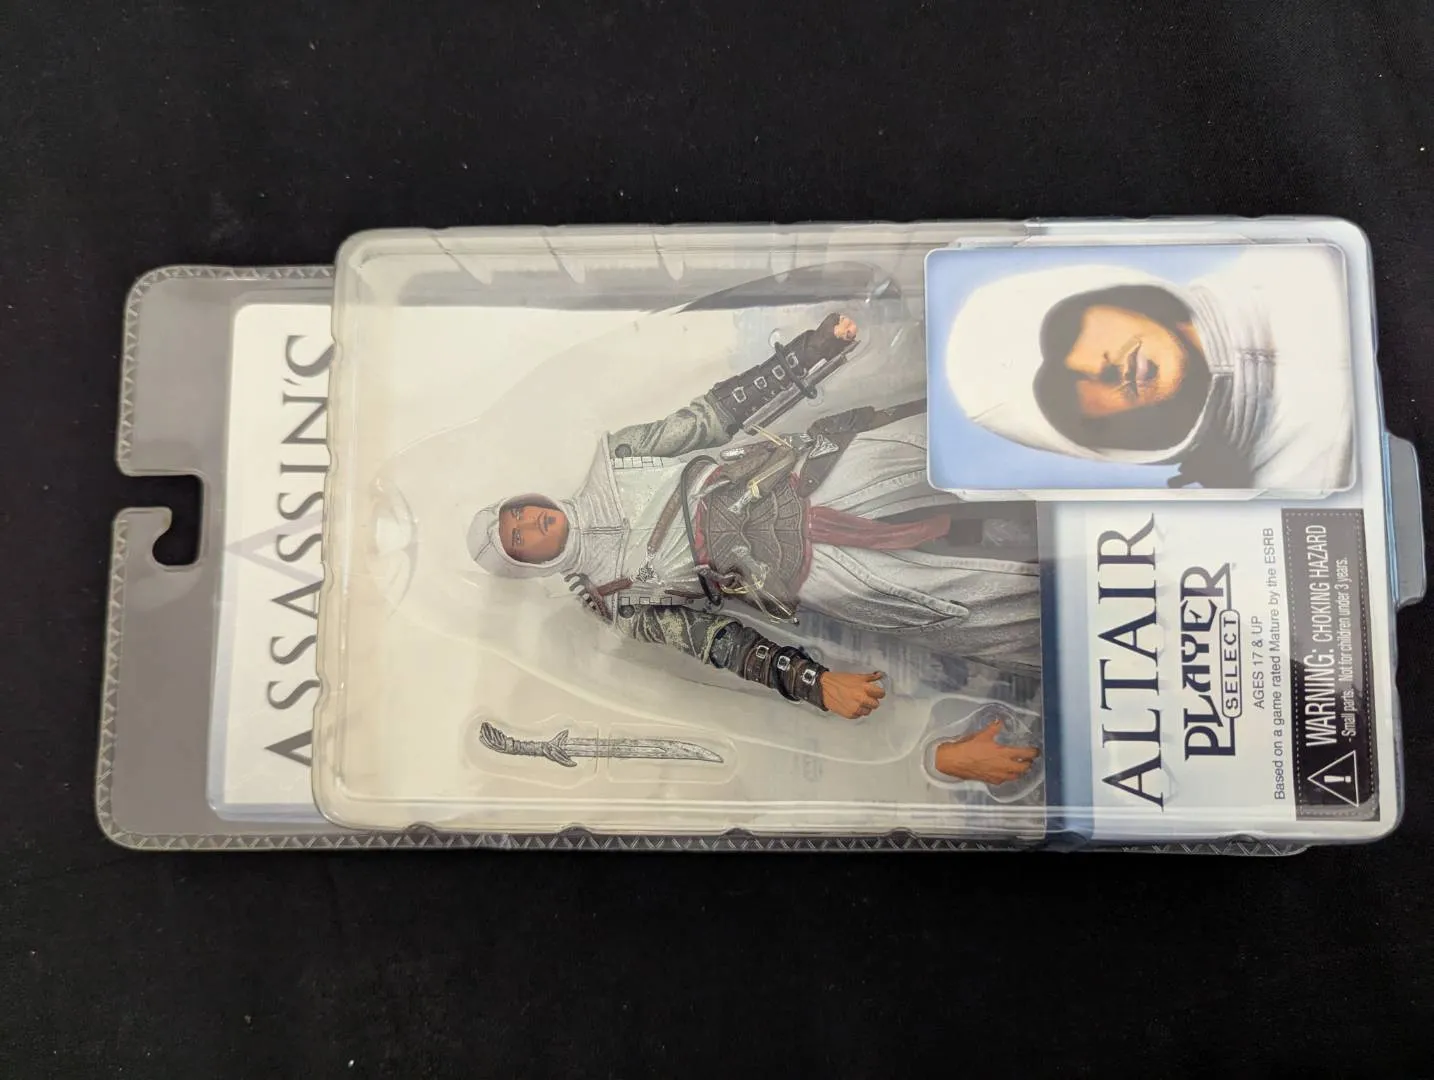 ASSASSIN'S
ALTAIR
PLAYER
SELECT
AGES 17 & UP
Based on a game rated Mature by the ESRB
WARNING: CHOKING HAZARD
-Small parts. Not for children under 3 years.